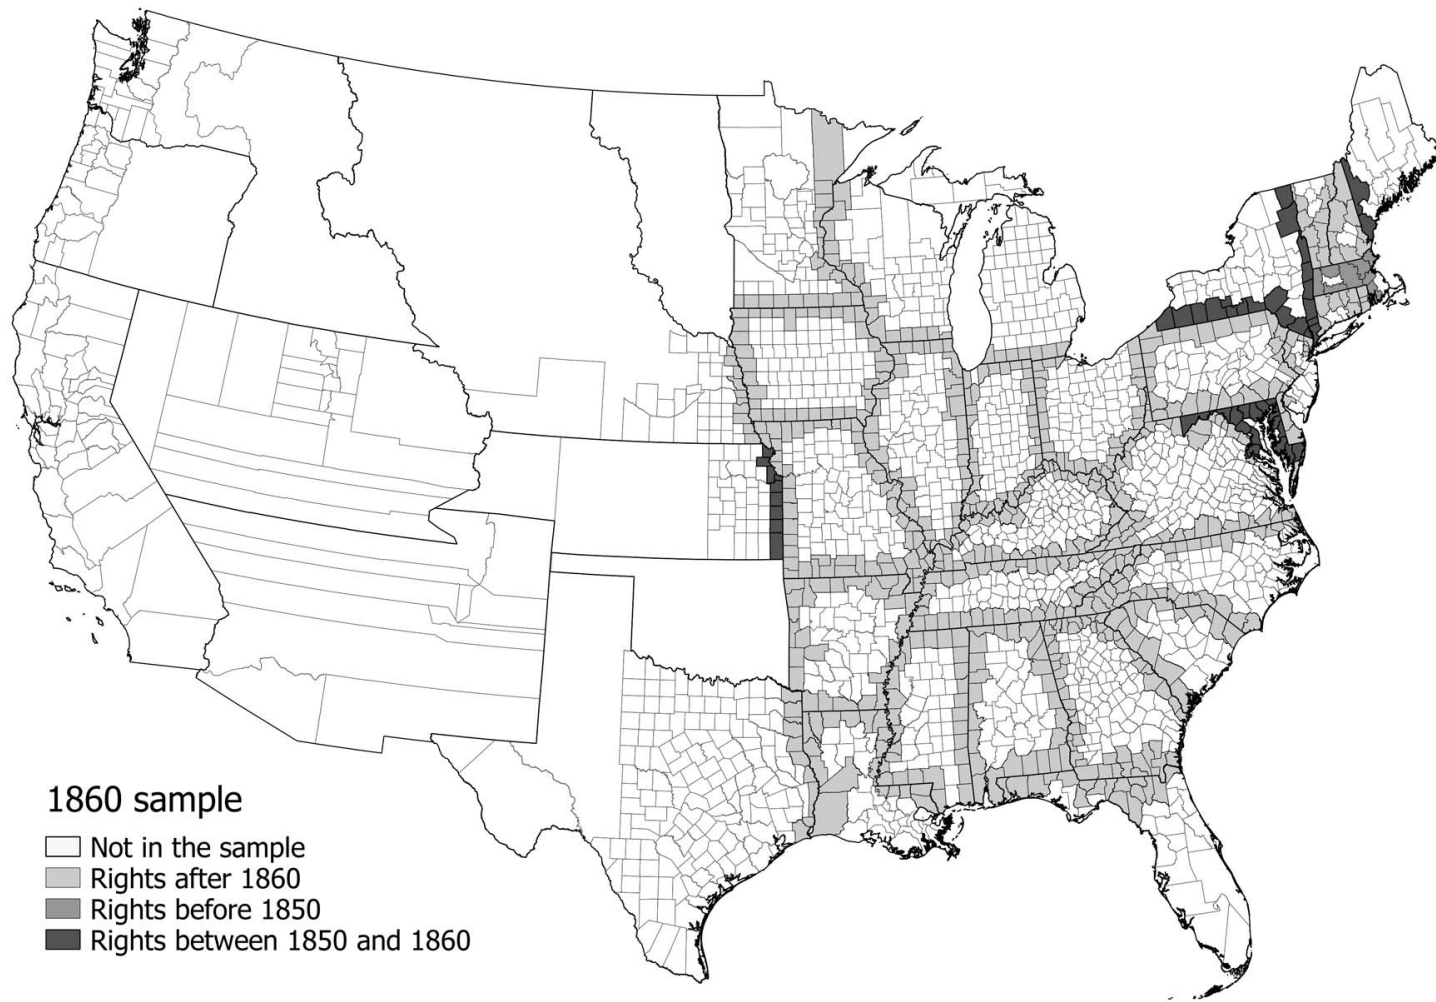 1860 sample
Not in the sample
Rights after 1860
Rights before 1850
Rights between 1850 and 1860